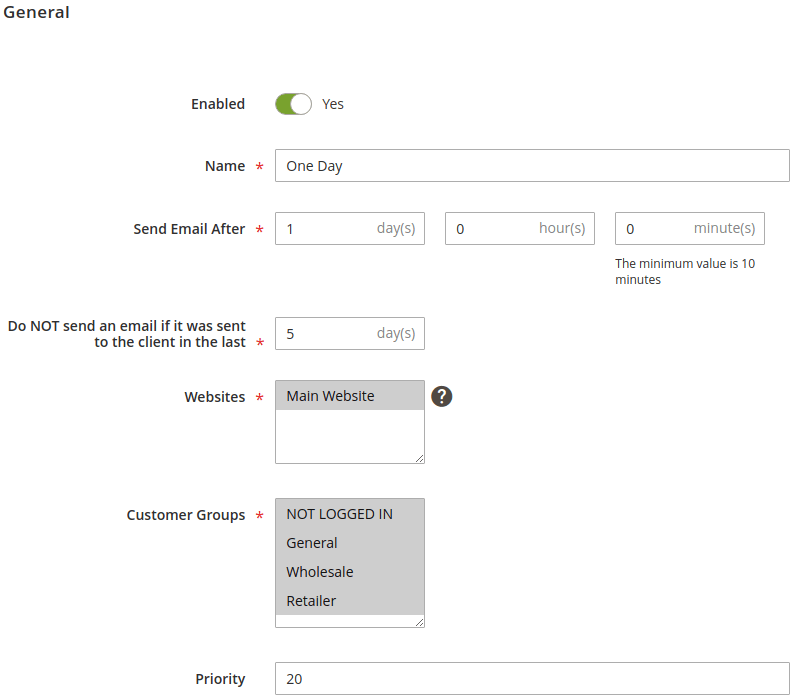 General
Enabled Yes
Name * One Day
Send Email After * 1 day(s) 0 hour(s) 0 minute(s)
The minimum value is 10
minutes
Do NOT send an email if it was sent
to the client in the last * 5 day(s)
Websites * Main Website ?
Customer Groups * NOT LOGGED IN
General
Wholesale
Retailer
Priority 20